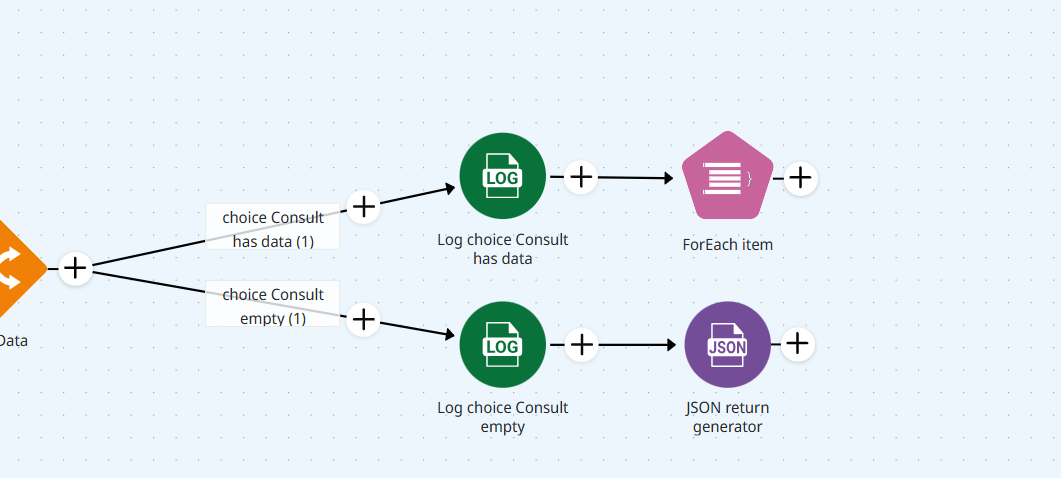 choice Consult
has data (1)
LOG
Log choice Consult
has data
}
ForEach item
Data
choice Consult
empty (1)
LOG
Log choice Consult
empty
JSON
JSON return
generator